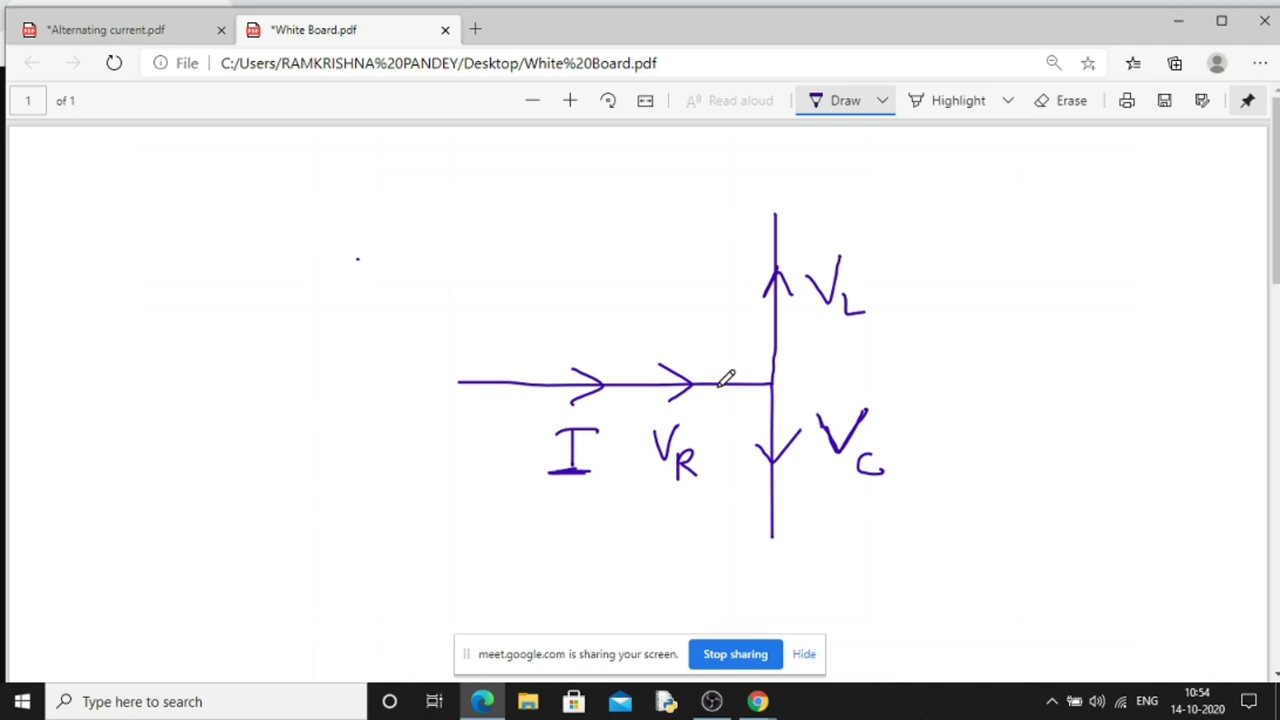 *Alternating current.pdf
*White Board.pdf
File
C:/Users/RAMKRISHNA%20PANDEY/Desktop/White%20Board.pdf
1 of 1
Read aloud
Draw
Highlight
Erase
V_L
I
V_R
V_C
meet.google.com is sharing your screen.
Stop sharing
Hide
Type here to search
ENG
10:54
14-10-2020